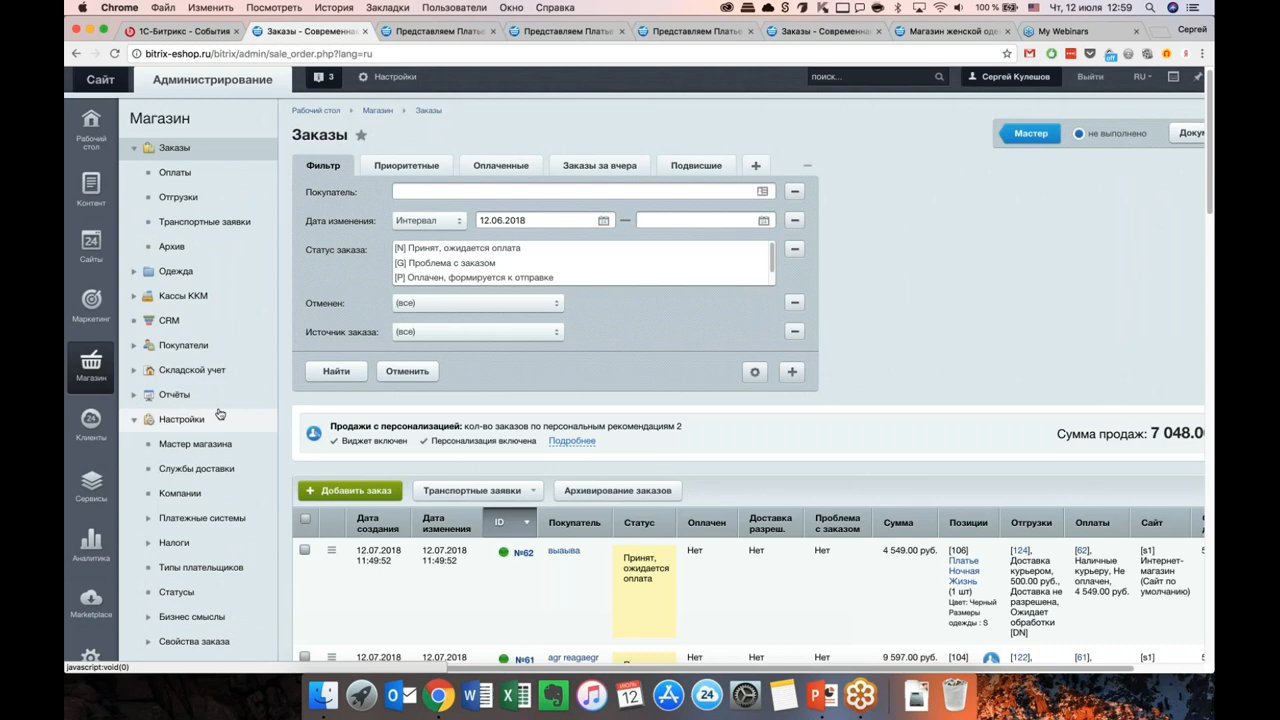 Chrome Файл Изменить Посмотреть История Закладки Пользователи Окно Справка 100 % Чт, 12 июля 12:59
1С-Битрикс - События Заказы - Современна Представляем Платье Представляем Платье Представляем Платье Заказы - Современна Магазин женской оде My Webinars Сергей
bitrix-eshop.ru/bitrix/admin/sale_order.php?lang=ru
Сайт Администрирование 3 Настройки поиск... Сергей Кулешов Выйти RU
Рабочий стол
Контент
24
Сайты
Маркетинг
Магазин
24
Клиенты
Сервисы
Аналитика
Marketplace
Магазин
Заказы
Оплаты
Отгрузки
Транспортные заявки
Архив
Одежда
Кассы ККМ
CRM
Покупатели
Складской учет
Отчёты
Настройки
Мастер магазина
Службы доставки
Компании
Платежные системы
Налоги
Типы плательщиков
Статусы
Бизнес смыслы
Свойства заказа
Рабочий стол Магазин Заказы
Заказы
Мастер не выполнено Доку
Фильтр Приоритетные Оплаченные Заказы за вчера Подвисшие +
Покупатель:
Дата изменения: Интервал 12.06.2018 —
Статус заказа: [N] Принят, ожидается оплата
[G] Проблема с заказом
[P] Оплачен, формируется к отправке
Отменен: (все)
Источник заказа: (все)
Найти Отменить
Продажи с персонализацией: кол-во заказов по персональным рекомендациям 2
Виджет включен Персонализация включена Подробнее
Сумма продаж: 7 048.0
+ Добавить заказ Транспортные заявки Архивирование заказов
Дата создания Дата изменения ID Покупатель Статус Оплачен Доставка разреш. Проблема с заказом Сумма Позиции Отгрузки Оплаты Сайт
12.07.2018 11:49:52 12.07.2018 11:49:52 №62 выаыва Принят, ожидается оплата Нет Нет Нет 4 549.00 руб. [106] Платье Ночная Жизнь (1 шт) Цвет: Черный Размеры одежды : S [124], Доставка курьером, 500.00 руб., Доставка не разрешена, Ожидает обработки [DN] [62], Наличные курьеру, Не оплачен, 4 549.00 руб. [s1] Интернет-магазин (Сайт по умолчанию)
12.07.2018 12.07.2018 №61 agr reagaegr Нет Нет Нет 9 597.00 руб. [104] [122], [61], [s1]
javascript:void(0)
12
24